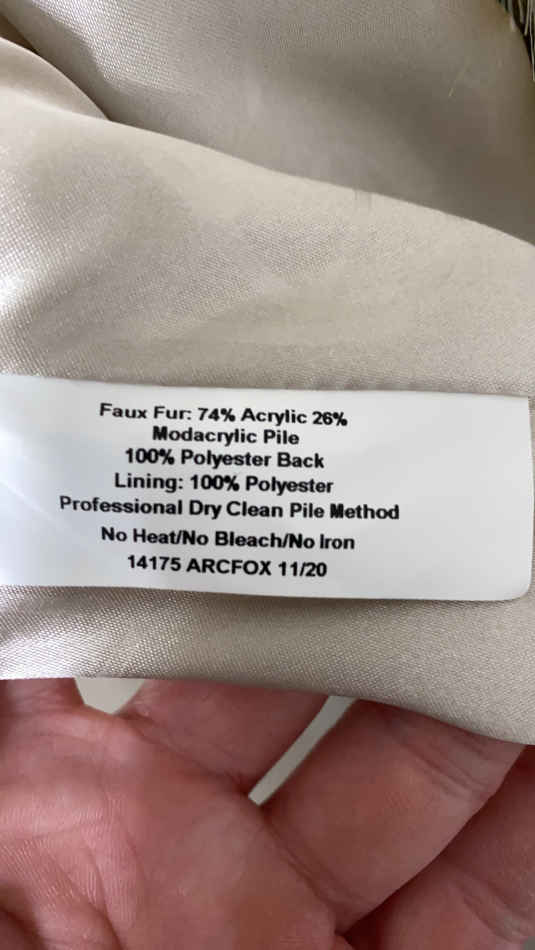 Faux Fur: 74% Acrylic 26%
Modacrylic Pile
100% Polyester Back
Lining: 100% Polyester
Professional Dry Clean Pile Method
No Heat/No Bleach/No Iron
14175 ARCFOX 11/20